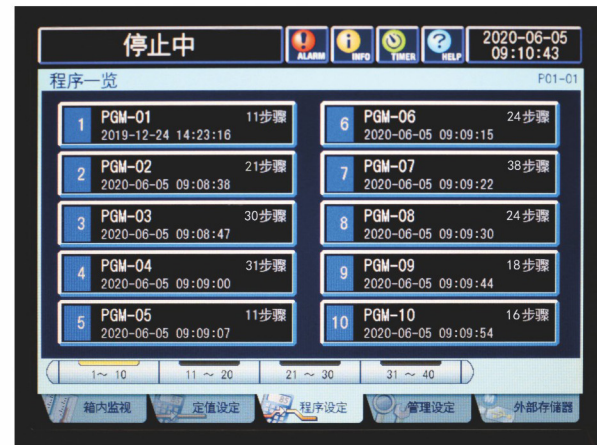 停止中
ALARM
INFO
TIMER
HELP
2020-06-05
09:10:43
程序一览
P01-01
1
PGM-01
11步骤
2019-12-24 14:23:16
2
PGM-02
21步骤
2020-06-05 09:08:38
3
PGM-03
30步骤
2020-06-05 09:08:47
4
PGM-04
31步骤
2020-06-05 09:09:00
5
PGM-05
11步骤
2020-06-05 09:09:07
6
PGM-06
24步骤
2020-06-05 09:09:15
7
PGM-07
38步骤
2020-06-05 09:09:22
8
PGM-08
24步骤
2020-06-05 09:09:30
9
PGM-09
18步骤
2020-06-05 09:09:44
10
PGM-10
16步骤
2020-06-05 09:09:54
1~ 10
11 ~ 20
21 ~ 30
31 ~ 40
箱内监视
定值设定
程序设定
管理设定
外部存储器